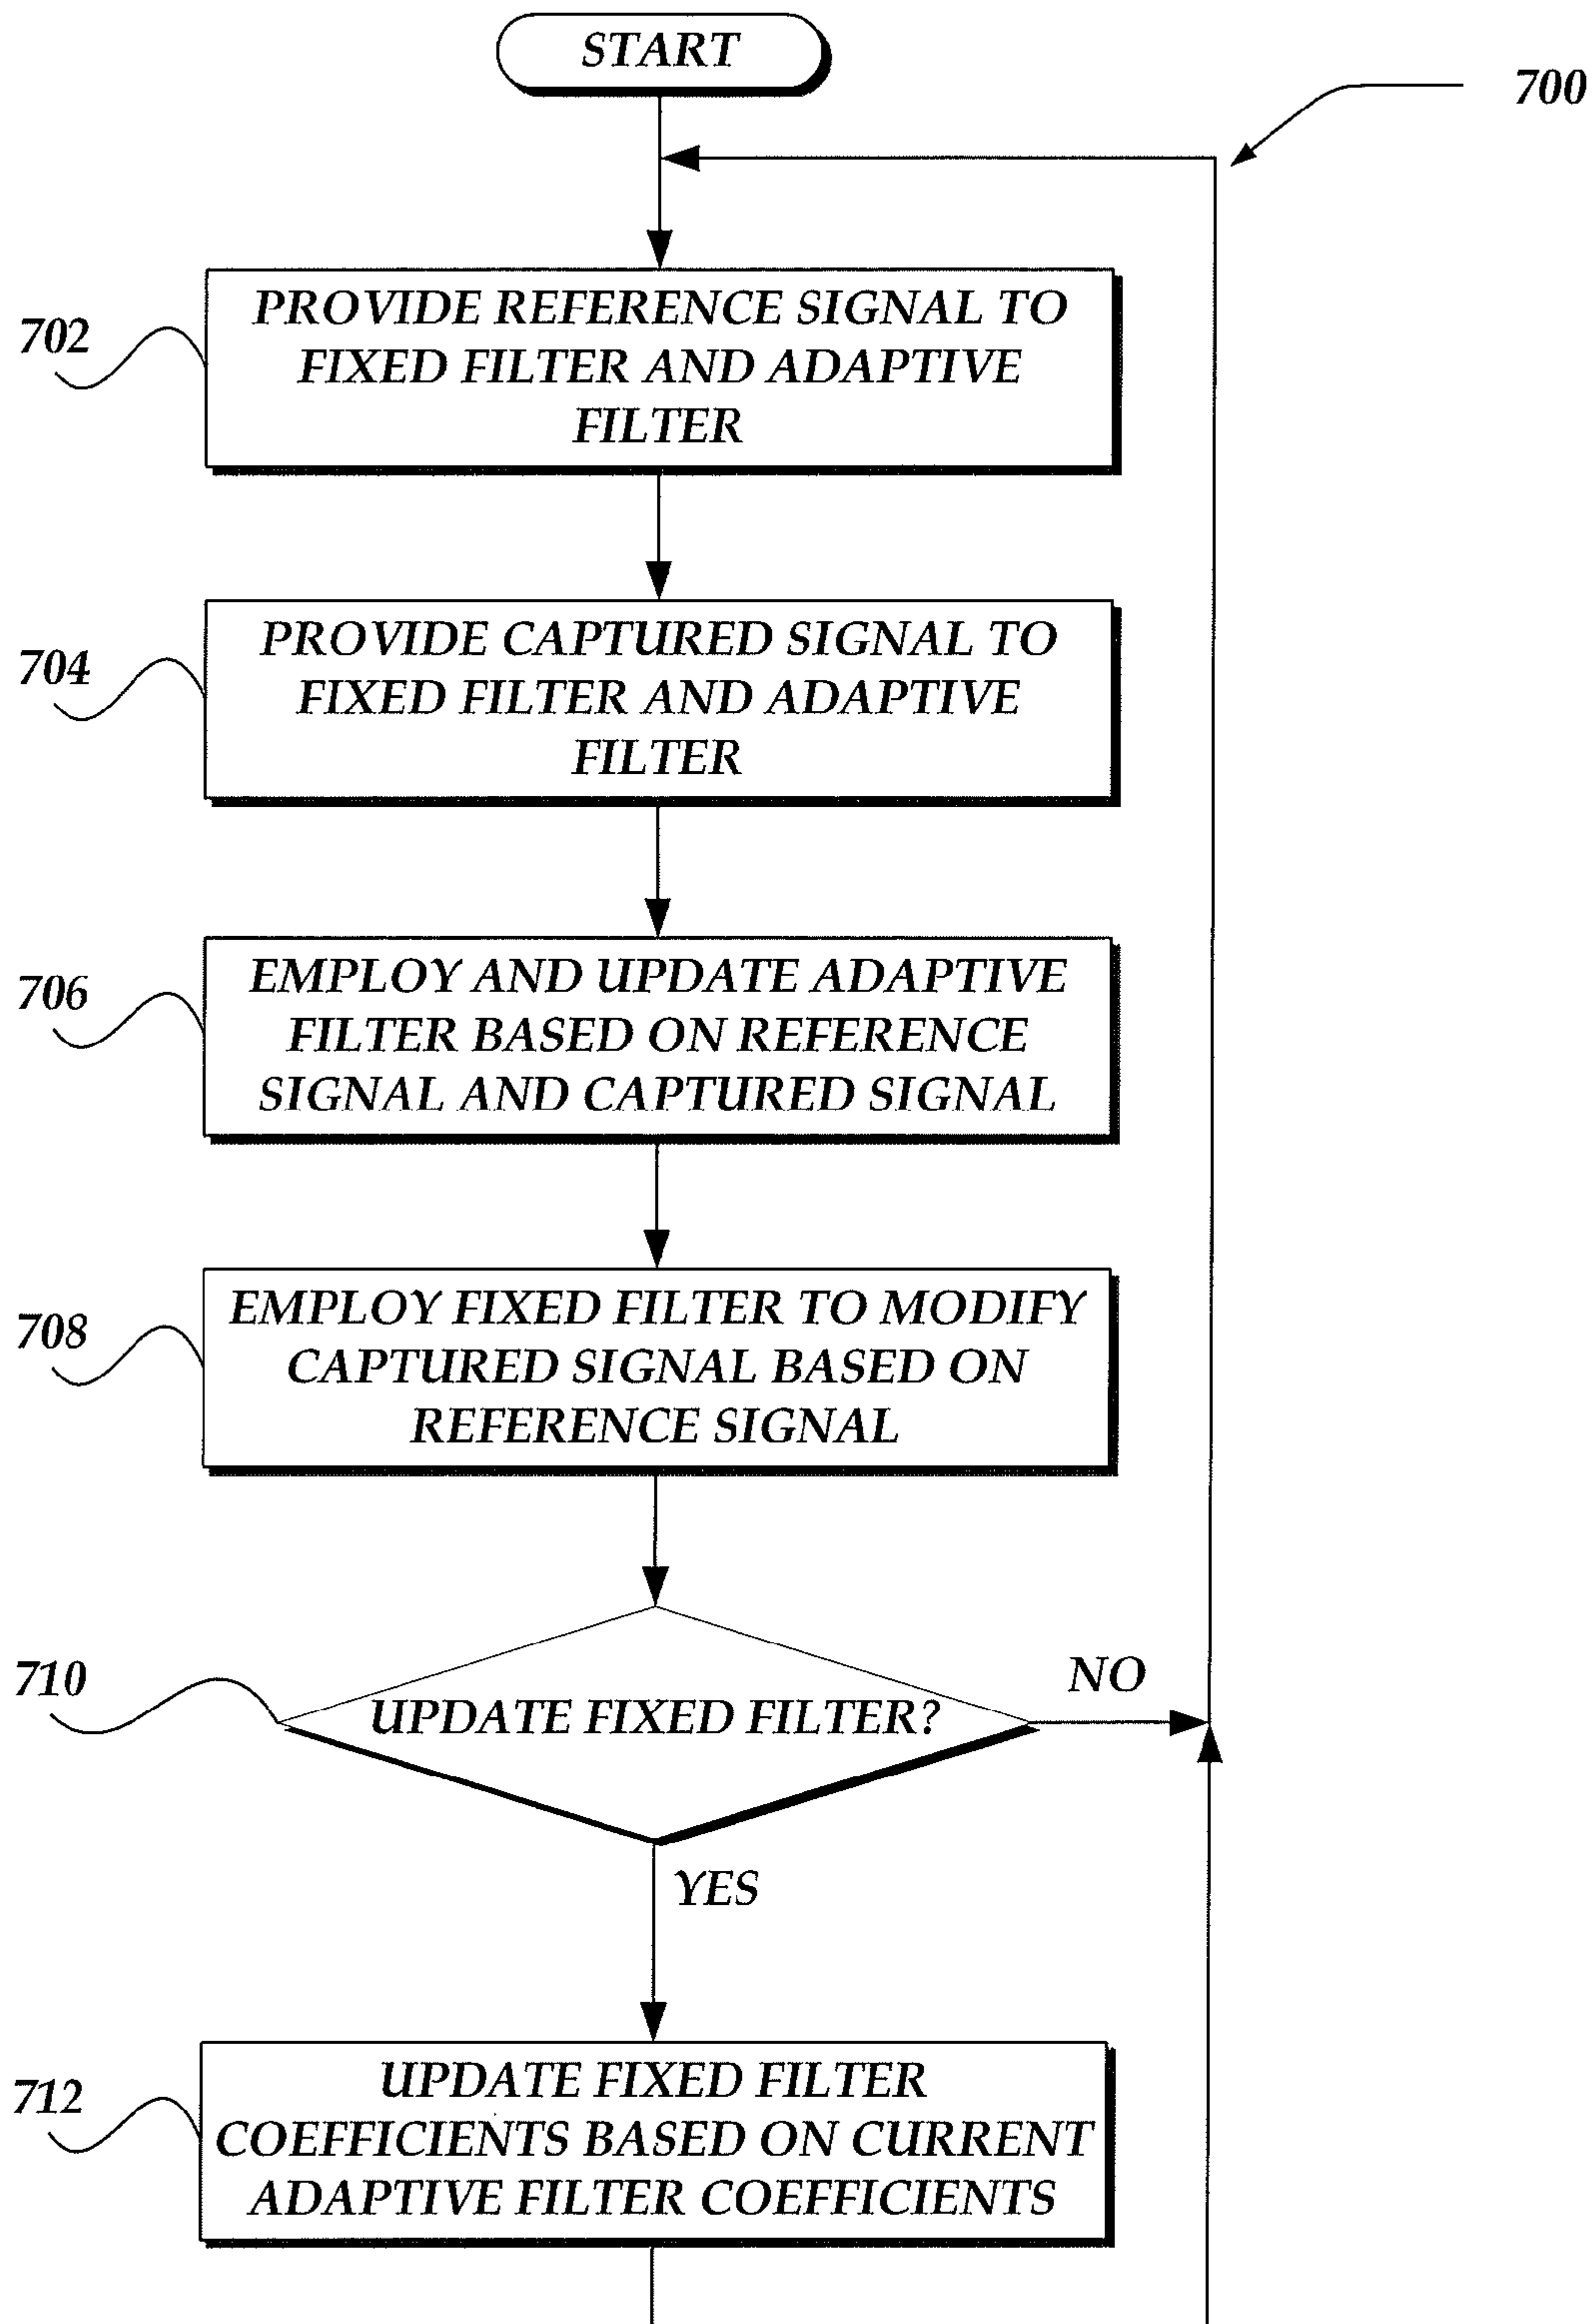 START
700
702
PROVIDE REFERENCE SIGNAL TO
FIXED FILTER AND ADAPTIVE
FILTER
704
PROVIDE CAPTURED SIGNAL TO
FIXED FILTER AND ADAPTIVE
FILTER
706
EMPLOY AND UPDATE ADAPTIVE
FILTER BASED ON REFERENCE
SIGNAL AND CAPTURED SIGNAL
708
EMPLOY FIXED FILTER TO MODIFY
CAPTURED SIGNAL BASED ON
REFERENCE SIGNAL
710
UPDATE FIXED FILTER?
NO
YES
712
UPDATE FIXED FILTER
COEFFICIENTS BASED ON CURRENT
ADAPTIVE FILTER COEFFICIENTS